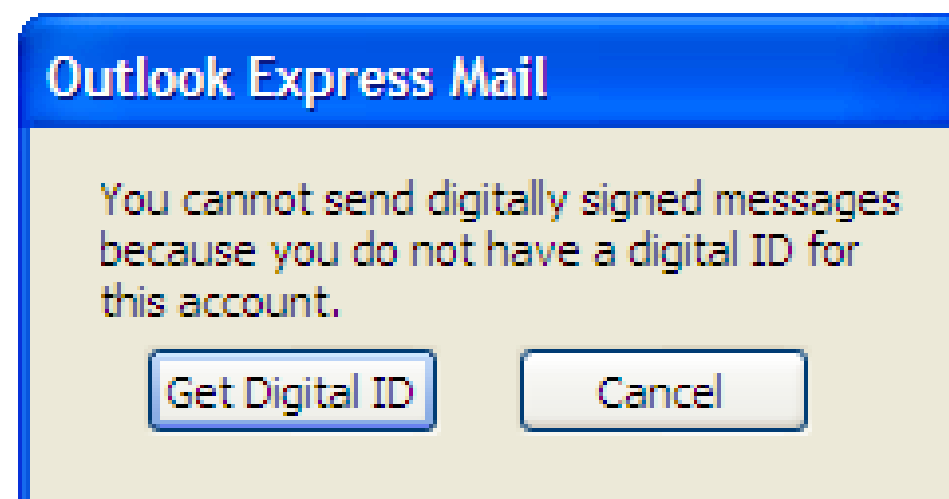 Outlook Express Mail
You cannot send digitally signed messages
because you do not have a digital ID for
this account.
Get Digital ID
Cancel